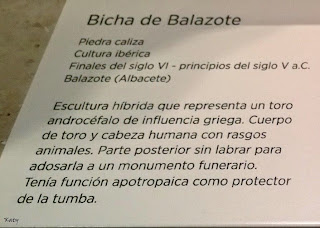 Bicha de Balazote
Piedra caliza
Cultura ibérica
Finales del siglo VI - principios del siglo V a.C.
Balazote (Albacete)
Escultura híbrida que representa un toro
androcéfalo de influencia griega. Cuerpo
de toro y cabeza humana con rasgos
animales. Parte posterior sin labrar para
adosarla a un monumento funerario.
Tenía función apotropaica como protector
de la tumba.